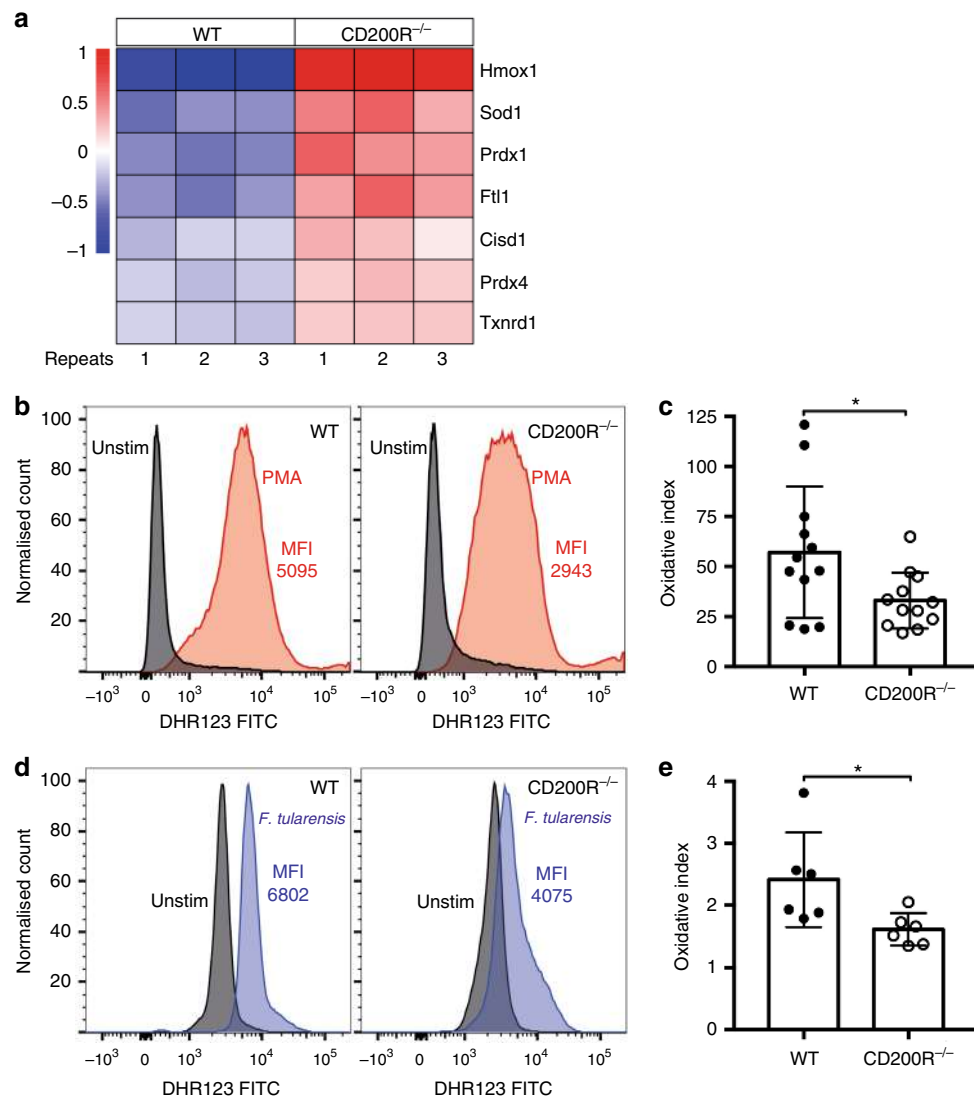 a
WT CD200R–/–
1
0.5
0
–0.5
–1
Hmox1
Sod1
Prdx1
Ftl1
Cisd1
Prdx4
Txnrd1
Repeats 1 2 3 1 2 3
b
Normalised count
100
80
60
40
20
Unstim
WT
PMA
MFI
5095
–10³ 0 10³ 10⁴ 10⁵
DHR123 FITC
Unstim
CD200R–/–
PMA
MFI
2943
–10³ 0 10³ 10⁴ 10⁵
DHR123 FITC
c
*
Oxidative index
125
100
75
50
25
0
WT CD200R–/–
d
Normalised count
100
80
60
40
20
WT
F. tularensis
MFI
6802
Unstim
–10³ 0 10³ 10⁴ 10⁵
DHR123 FITC
CD200R–/–
F. tularensis
MFI
4075
Unstim
–10³ 0 10³ 10⁴ 10⁵
DHR123 FITC
e
*
Oxidative index
4
3
2
1
0
WT CD200R–/–